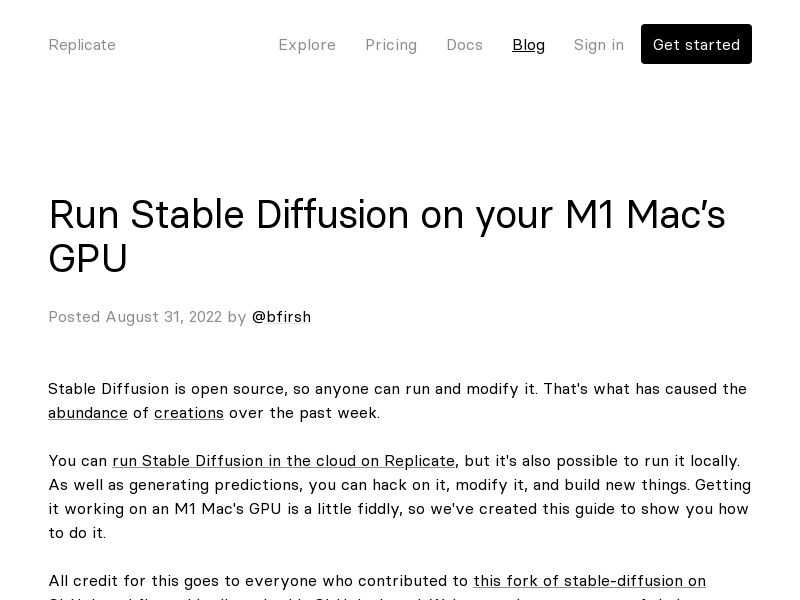 Replicate
Explore
Pricing
Docs
Blog
Sign in
Get started
Run Stable Diffusion on your M1 Mac’s
GPU
Posted August 31, 2022 by @bfirsh
Stable Diffusion is open source, so anyone can run and modify it. That's what has caused the
abundance of creations over the past week.
You can run Stable Diffusion in the cloud on Replicate, but it's also possible to run it locally.
As well as generating predictions, you can hack on it, modify it, and build new things. Getting
it working on an M1 Mac's GPU is a little fiddly, so we've created this guide to show you how
to do it.
All credit for this goes to everyone who contributed to this fork of stable-diffusion on